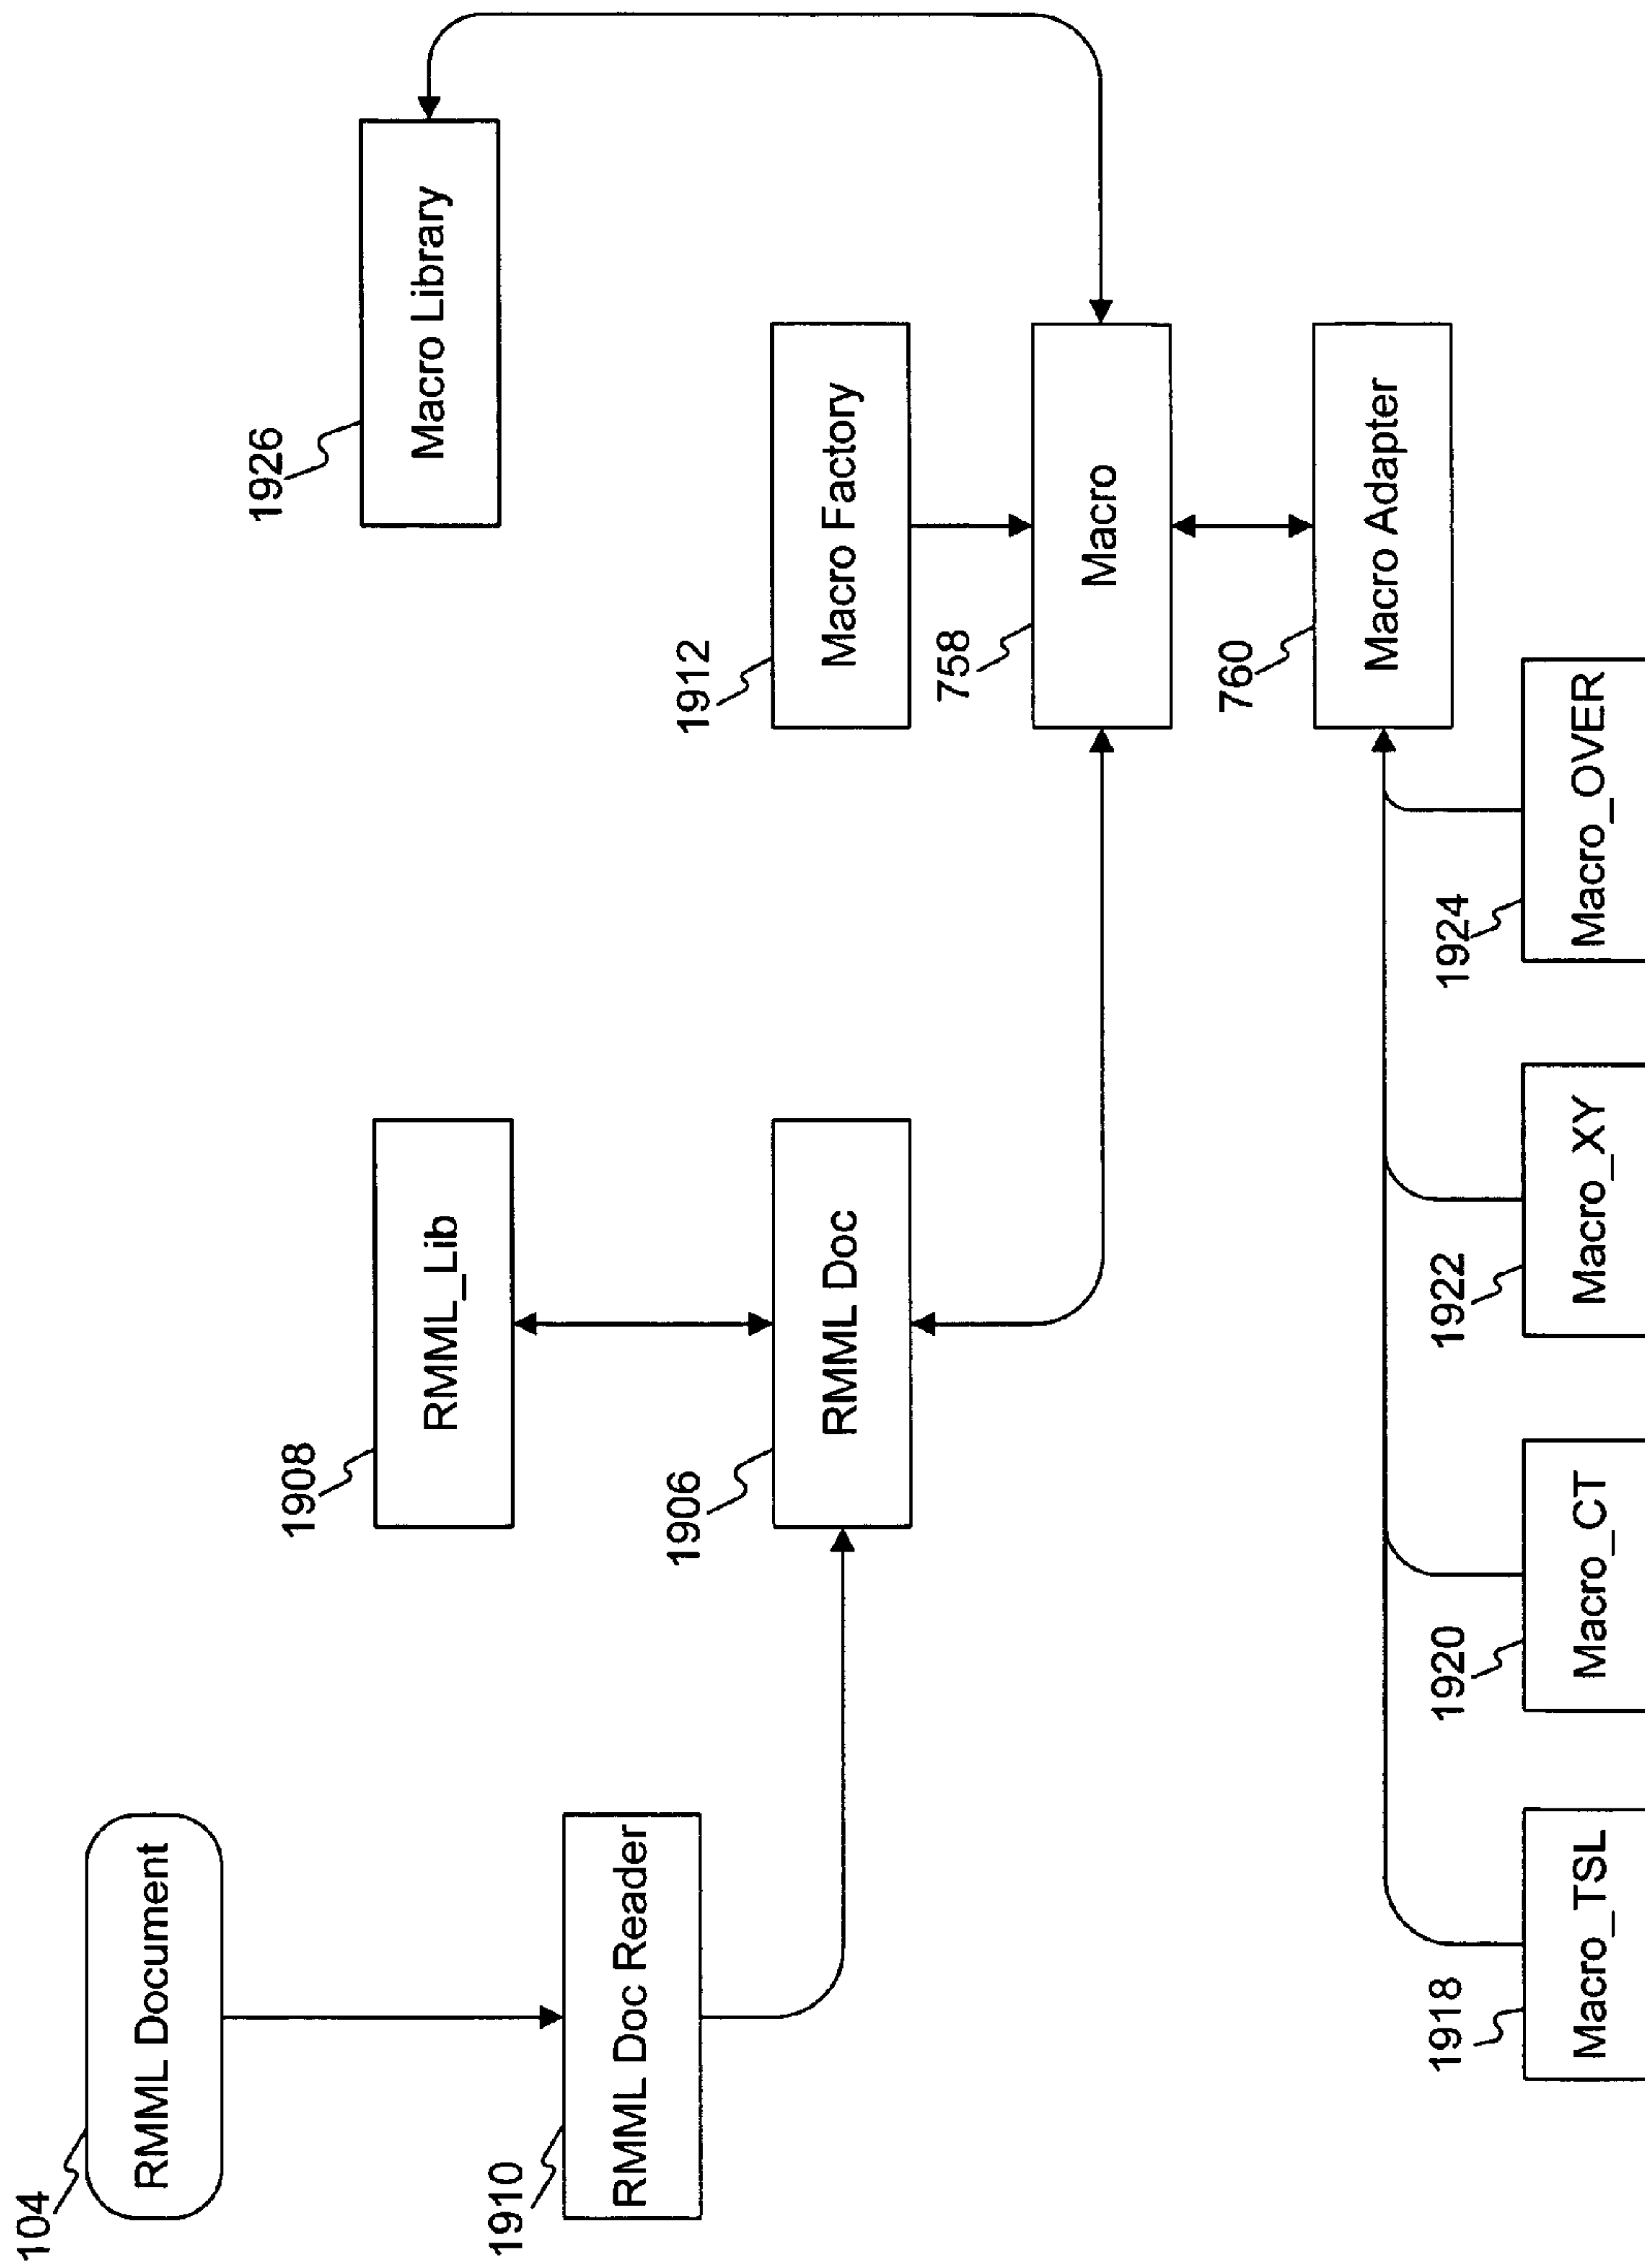 104
RMML Document
1926
Macro Library
1908
RMML_Lib
1910
RMML Doc Reader
1906
RMML Doc
1912
Macro Factory
758
Macro
760
Macro Adapter
1918
Macro_TSL
1920
Macro_CT
1922
Macro_XY
1924
Macro_OVER